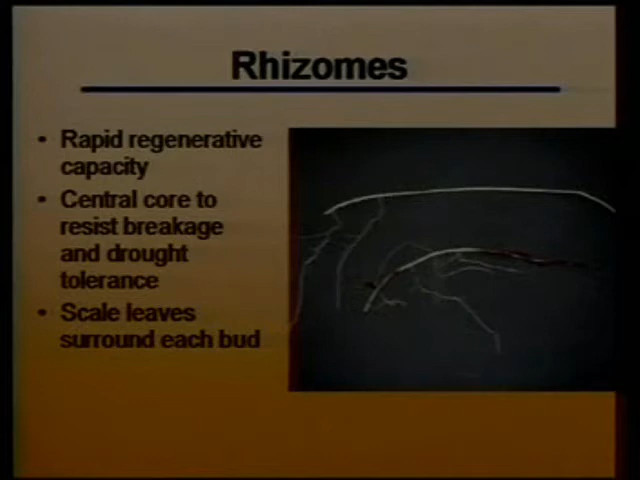 Rhizomes
• Rapid regenerative
capacity
• Central core to
resist breakage
and drought
tolerance
• Scale leaves
surround each bud